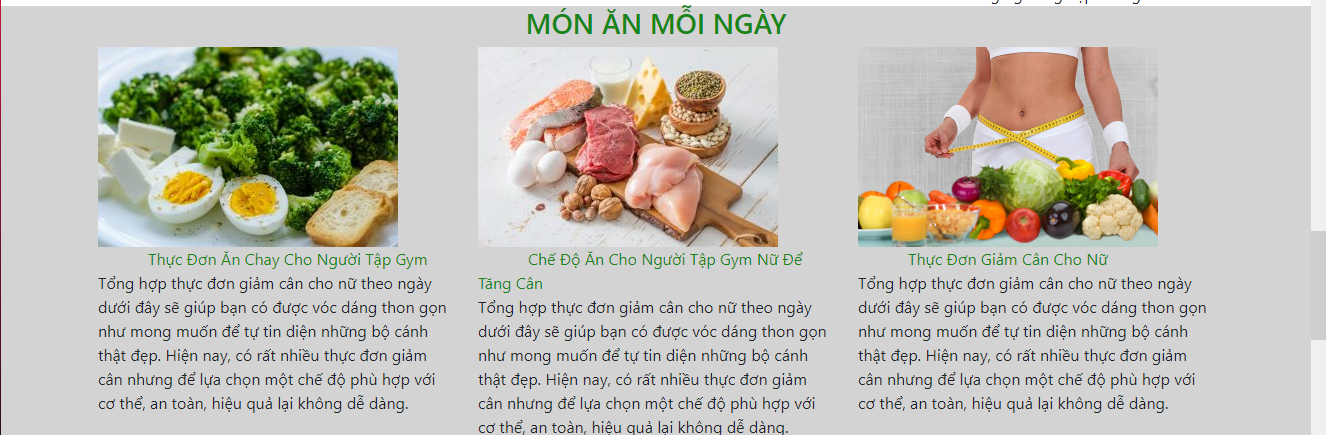 MÓN ĂN MỖI NGÀY
Thực Đơn Ăn Chay Cho Người Tập Gym
Tổng hợp thực đơn giảm cân cho nữ theo ngày
dưới đây sẽ giúp bạn có được vóc dáng thon gọn
như mong muốn để tự tin diện những bộ cánh
thật đẹp. Hiện nay, có rất nhiều thực đơn giảm
cân nhưng để lựa chọn một chế độ phù hợp với
cơ thể, an toàn, hiệu quả lại không dễ dàng.
Chế Độ Ăn Cho Người Tập Gym Nữ Để
Tăng Cân
Tổng hợp thực đơn giảm cân cho nữ theo ngày
dưới đây sẽ giúp bạn có được vóc dáng thon gọn
như mong muốn để tự tin diện những bộ cánh
thật đẹp. Hiện nay, có rất nhiều thực đơn giảm
cân nhưng để lựa chọn một chế độ phù hợp với
cơ thể, an toàn, hiệu quả lại không dễ dàng.
Thực Đơn Giảm Cân Cho Nữ
Tổng hợp thực đơn giảm cân cho nữ theo ngày
dưới đây sẽ giúp bạn có được vóc dáng thon gọn
như mong muốn để tự tin diện những bộ cánh
thật đẹp. Hiện nay, có rất nhiều thực đơn giảm
cân nhưng để lựa chọn một chế độ phù hợp với
cơ thể, an toàn, hiệu quả lại không dễ dàng.